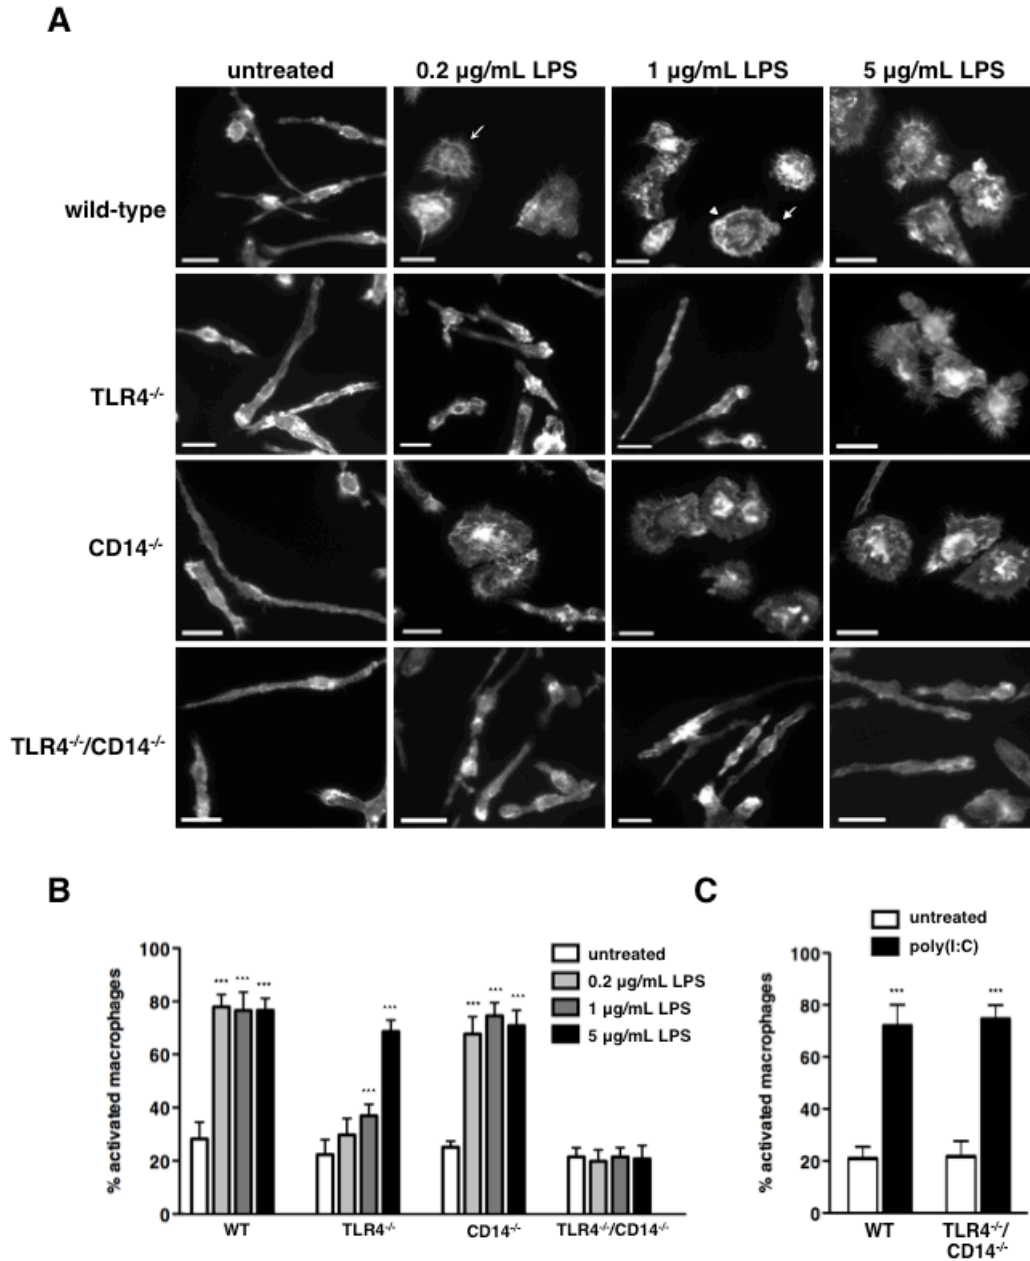 A
untreated
0.2 µg/mL LPS
1 µg/mL LPS
5 µg/mL LPS
wild-type
TLR4-/-
CD14-/-
TLR4-/-/CD14-/-
B
% activated macrophages
100
80
60
40
20
0
***
***
***
***
***
***
***
***
untreated
0.2 µg/mL LPS
1 µg/mL LPS
5 µg/mL LPS
WT
TLR4-/-
CD14-/-
TLR4-/-/CD14-/-
C
untreated
poly(I:C)
% activated macrophages
100
80
60
40
20
0
***
***
WT
TLR4-/-/
CD14-/-